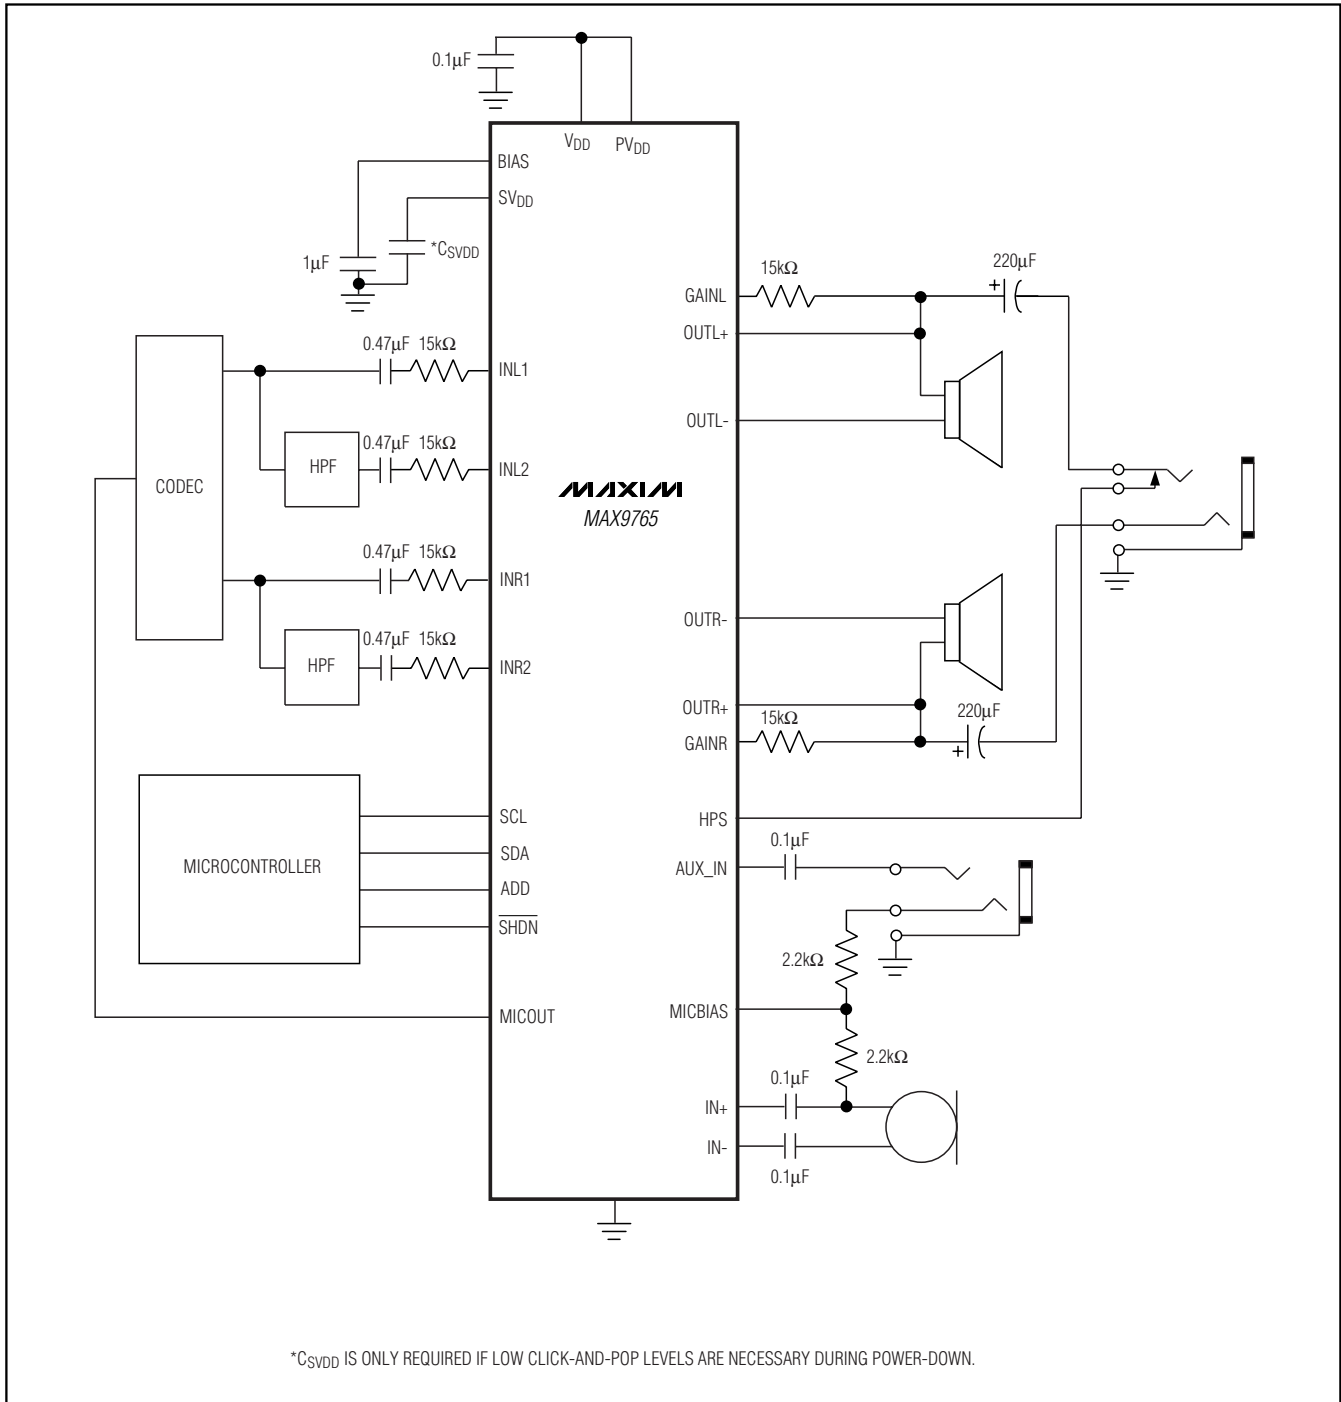 0.1μF
VDD
PVDD
BIAS
SVDD
*CSVDD
1μF
15kΩ
220μF
GAINL
OUTL+
0.47μF 15kΩ
INL1
OUTL-
0.47μF 15kΩ
HPF
INL2
CODEC
MAXIM
MAX9765
0.47μF 15kΩ
INR1
OUTR-
0.47μF 15kΩ
HPF
INR2
OUTR+
15kΩ
220μF
GAINR
SCL
HPS
0.1μF
SDA
MICROCONTROLLER
AUX_IN
ADD
SHDN
2.2kΩ
MICOUT
MICBIAS
2.2kΩ
0.1μF
IN+
IN-
0.1μF
*CSVDD IS ONLY REQUIRED IF LOW CLICK-AND-POP LEVELS ARE NECESSARY DURING POWER-DOWN.